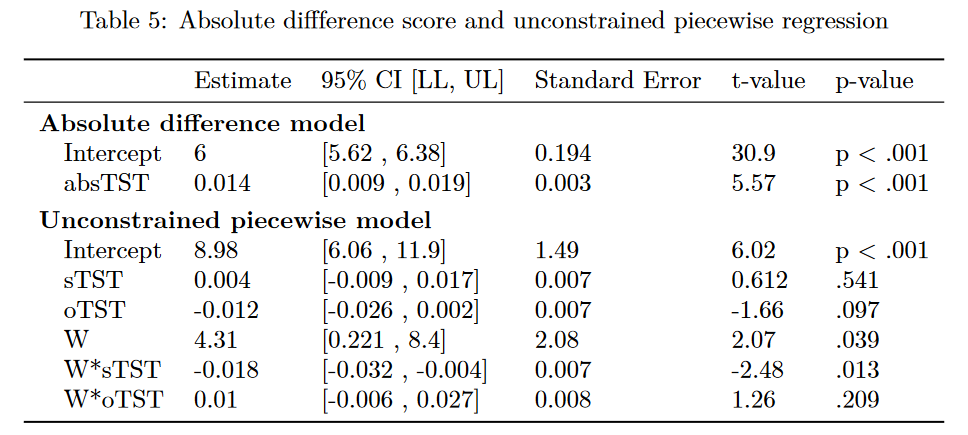 Table 5: Absolute diffference score and unconstrained piecewise regression
Estimate 95% CI [LL, UL] Standard Error t-value p-value
Absolute difference model
Intercept 6 [5.62 , 6.38] 0.194 30.9 p < .001
absTST 0.014 [0.009 , 0.019] 0.003 5.57 p < .001
Unconstrained piecewise model
Intercept 8.98 [6.06 , 11.9] 1.49 6.02 p < .001
sTST 0.004 [-0.009 , 0.017] 0.007 0.612 .541
oTST -0.012 [-0.026 , 0.002] 0.007 -1.66 .097
W 4.31 [0.221 , 8.4] 2.08 2.07 .039
W*sTST -0.018 [-0.032 , -0.004] 0.007 -2.48 .013
W*oTST 0.01 [-0.006 , 0.027] 0.008 1.26 .209